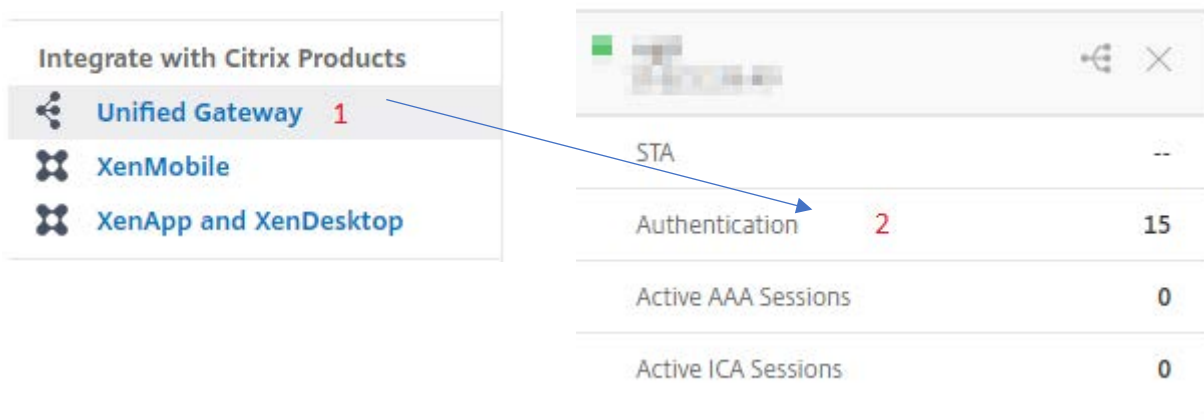 Integrate with Citrix Products
Unified Gateway 1
XenMobile
XenApp and XenDesktop
STA --
Authentication 2 15
Active AAA Sessions 0
Active ICA Sessions 0